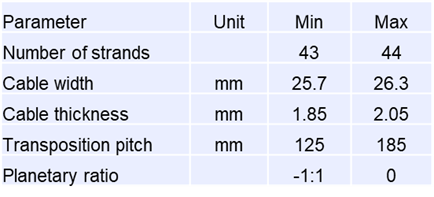 Parameter Unit Min Max
Number of strands 43 44
Cable width mm 25.7 26.3
Cable thickness mm 1.85 2.05
Transposition pitch mm 125 185
Planetary ratio -1:1 0